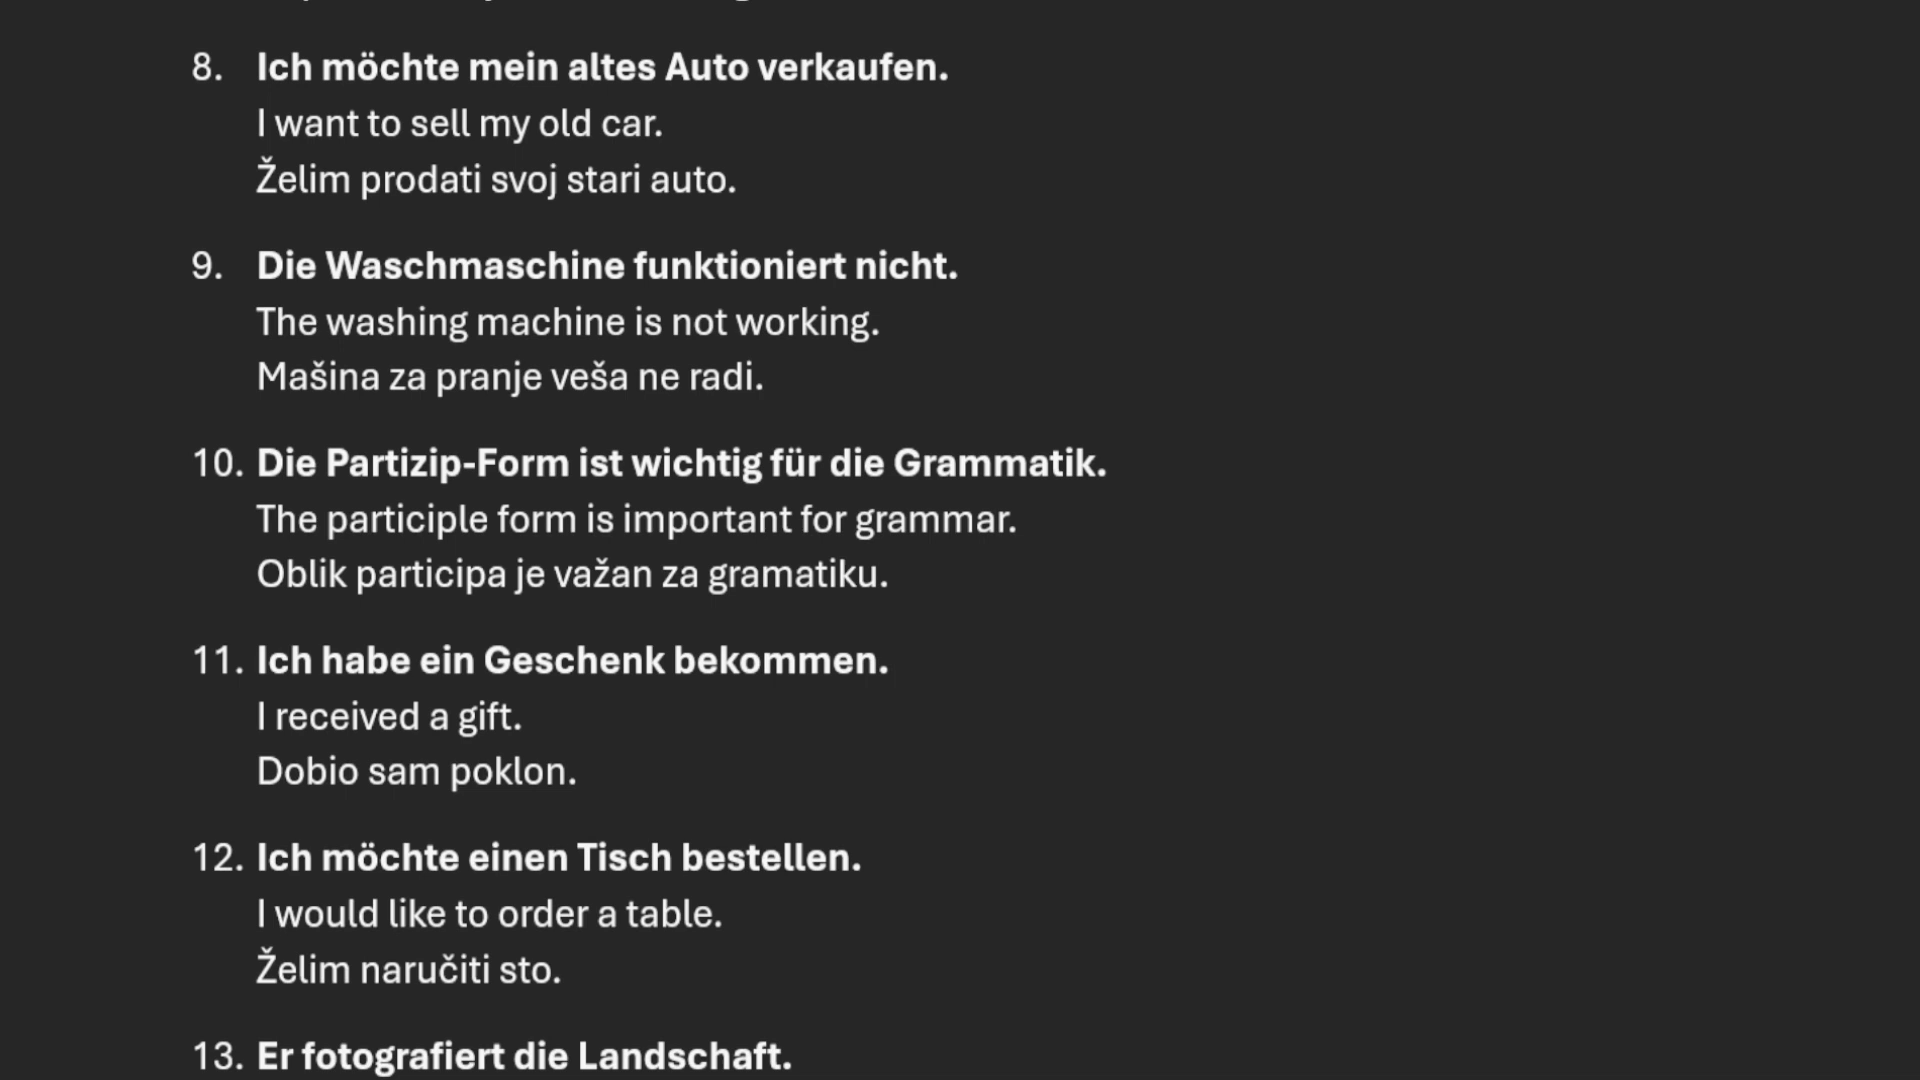 8. Ich möchte mein altes Auto verkaufen.
I want to sell my old car.
Želim prodati svoj stari auto.
9. Die Waschmaschine funktioniert nicht.
The washing machine is not working.
Mašina za pranje veša ne radi.
10. Die Partizip-Form ist wichtig für die Grammatik.
The participle form is important for grammar.
Oblik participa je važan za gramatiku.
11. Ich habe ein Geschenk bekommen.
I received a gift.
Dobio sam poklon.
12. Ich möchte einen Tisch bestellen.
I would like to order a table.
Želim naručiti sto.
13. Er fotografiert die Landschaft.